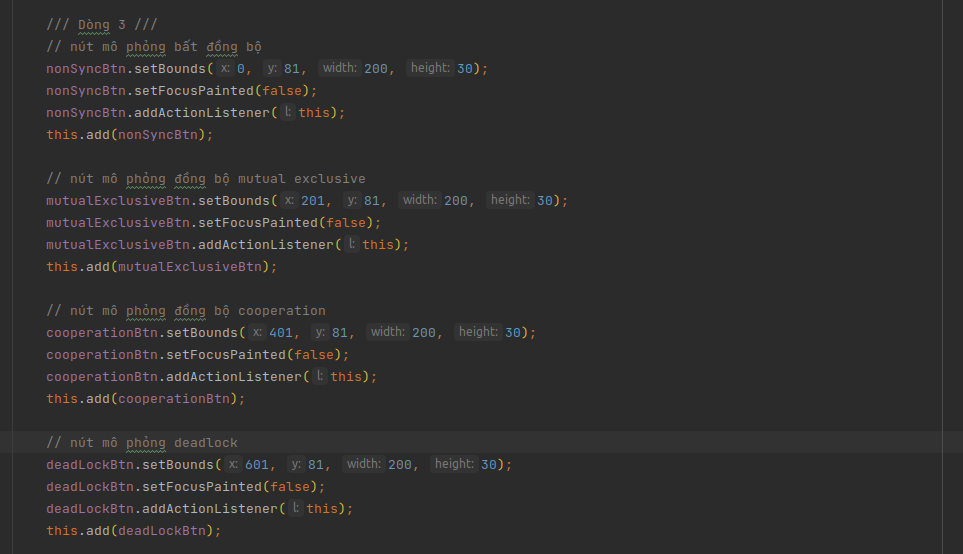 /// Dòng 3 ///
// nút mô phỏng bất đồng bộ
nonSyncBtn.setBounds( x: 0, y: 81, width: 200, height: 30);
nonSyncBtn.setFocusPainted(false);
nonSyncBtn.addActionListener( l: this);
this.add(nonSyncBtn);
// nút mô phỏng đồng bộ mutual exclusive
mutualExclusiveBtn.setBounds( x: 201, y: 81, width: 200, height: 30);
mutualExclusiveBtn.setFocusPainted(false);
mutualExclusiveBtn.addActionListener( l: this);
this.add(mutualExclusiveBtn);
// nút mô phỏng đồng bộ cooperation
cooperationBtn.setBounds( x: 401, y: 81, width: 200, height: 30);
cooperationBtn.setFocusPainted(false);
cooperationBtn.addActionListener( l: this);
this.add(cooperationBtn);
// nút mô phỏng deadlock
deadLockBtn.setBounds( x: 601, y: 81, width: 200, height: 30);
deadLockBtn.setFocusPainted(false);
deadLockBtn.addActionListener( l: this);
this.add(deadLockBtn);